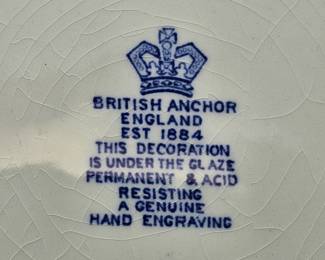 BRITISH ANCHOR
ENGLAND
EST 1884
THIS DECORATION
IS UNDER THE GLAZE
PERMANENT & ACID
RESISTING
A GENUINE
HAND ENGRAVING